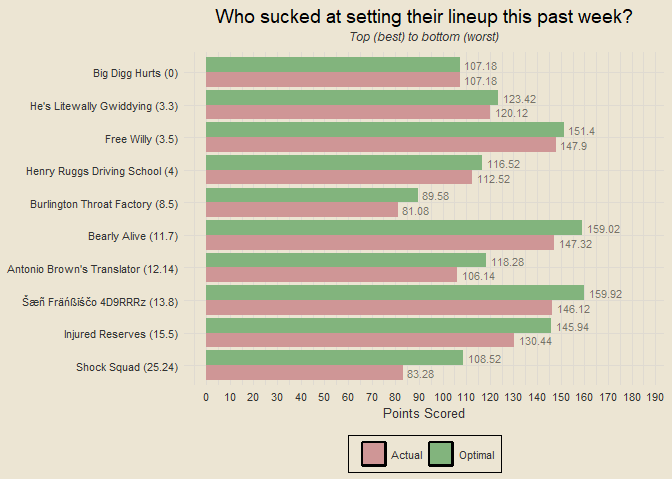 Who sucked at setting their lineup this past week?
Top (best) to bottom (worst)
Big Digg Hurts (0)
107.18
107.18
He's Litewally Gwiddying (3.3)
123.42
120.12
Free Willy (3.5)
151.4
147.9
Henry Ruggs Driving School (4)
116.52
112.52
Burlington Throat Factory (8.5)
89.58
81.08
Bearly Alive (11.7)
159.02
147.32
Antonio Brown's Translator (12.14)
118.28
106.14
Šæñ Fráńßïśčo 4D9RRRz (13.8)
159.92
146.12
Injured Reserves (15.5)
145.94
130.44
Shock Squad (25.24)
108.52
83.28
0 10 20 30 40 50 60 70 80 90 100 110 120 130 140 150 160 170 180 190
Points Scored
Actual Optimal